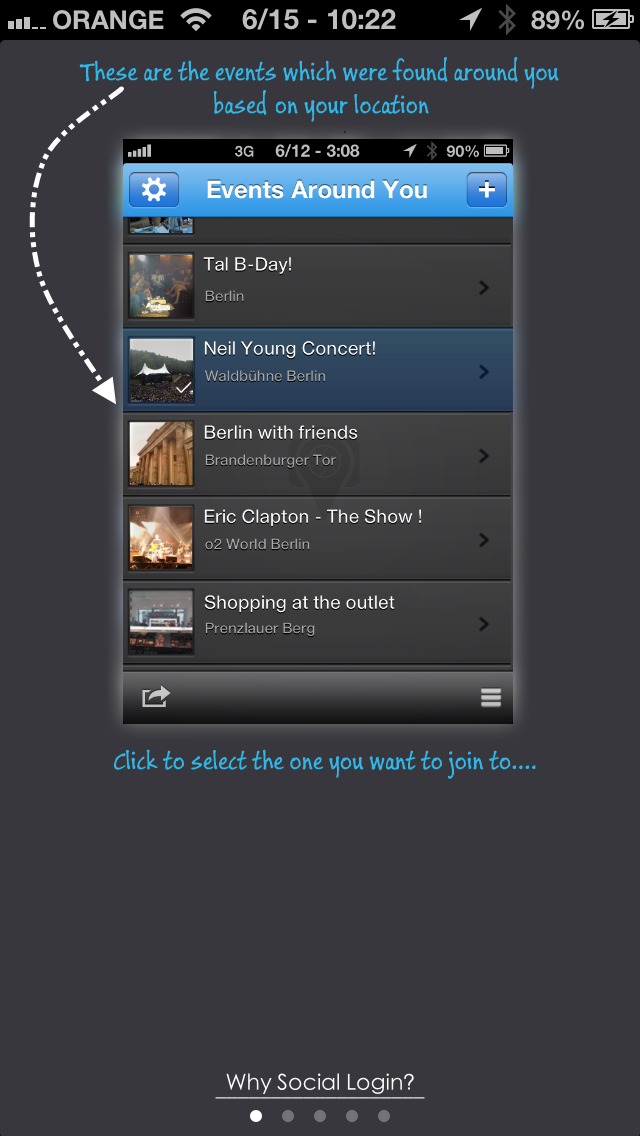 ORANGE 6/15 - 10:22 89%
These are the events which were found around you
based on your location
3G 6/12 - 3:08 90%
Events Around You
Tal B-Day!
Berlin
Neil Young Concert!
Waldbühne Berlin
Berlin with friends
Brandenburger Tor
Eric Clapton - The Show !
o2 World Berlin
Shopping at the outlet
Prenzlauer Berg
Click to select the one you want to join to....
Why Social Login?